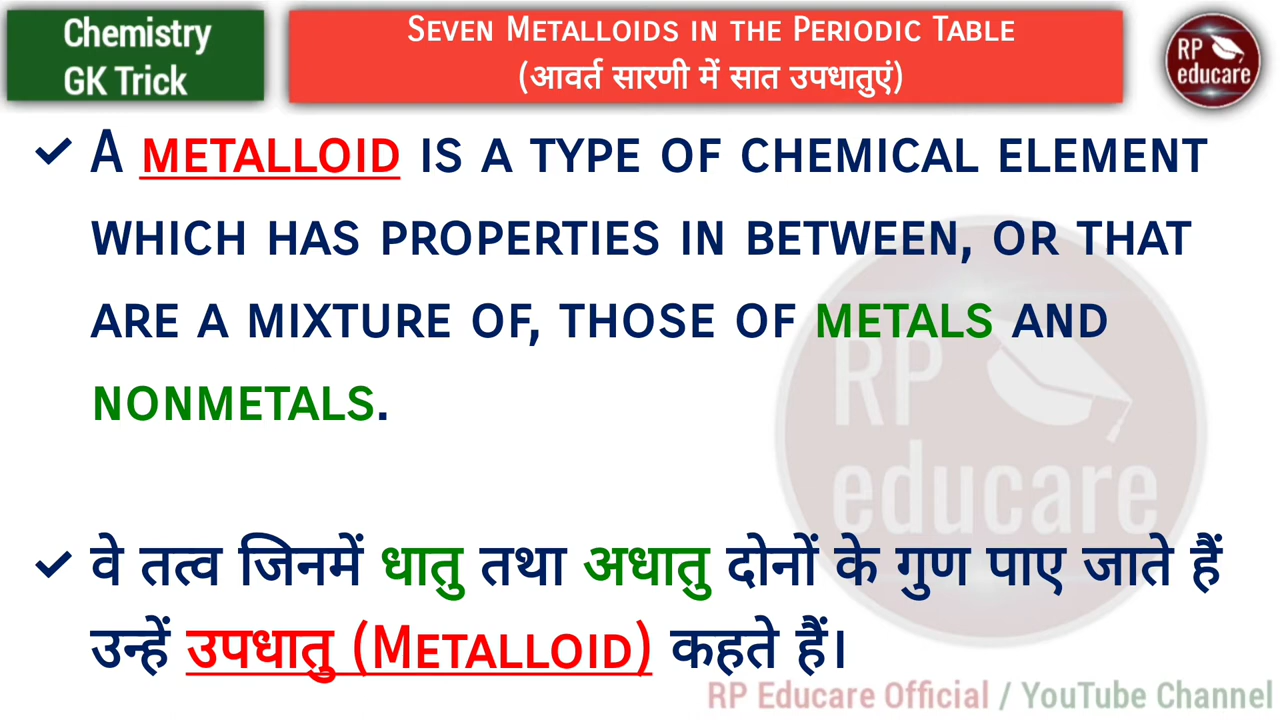 Chemistry
GK Trick
Seven Metalloids in the Periodic Table
(आवर्त सारणी में सात उपधातुएं)
RP
educare
A metalloid is a type of chemical element
which has properties in between, or that
are a mixture of, those of metals and
nonmetals.
RP
educare
वे तत्व जिनमें धातु तथा अधातु दोनों के गुण पाए जाते हैं
उन्हें उपधातु (Metalloid) कहते हैं।
RP Educare Official / YouTube Channel